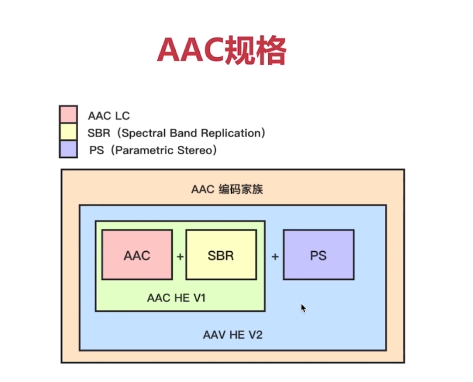 AAC规格
AAC LC
SBR（Spectral Band Replication）
PS（Parametric Stereo）
AAC 编码家族
AAC + SBR + PS
AAC HE V1
AAV HE V2